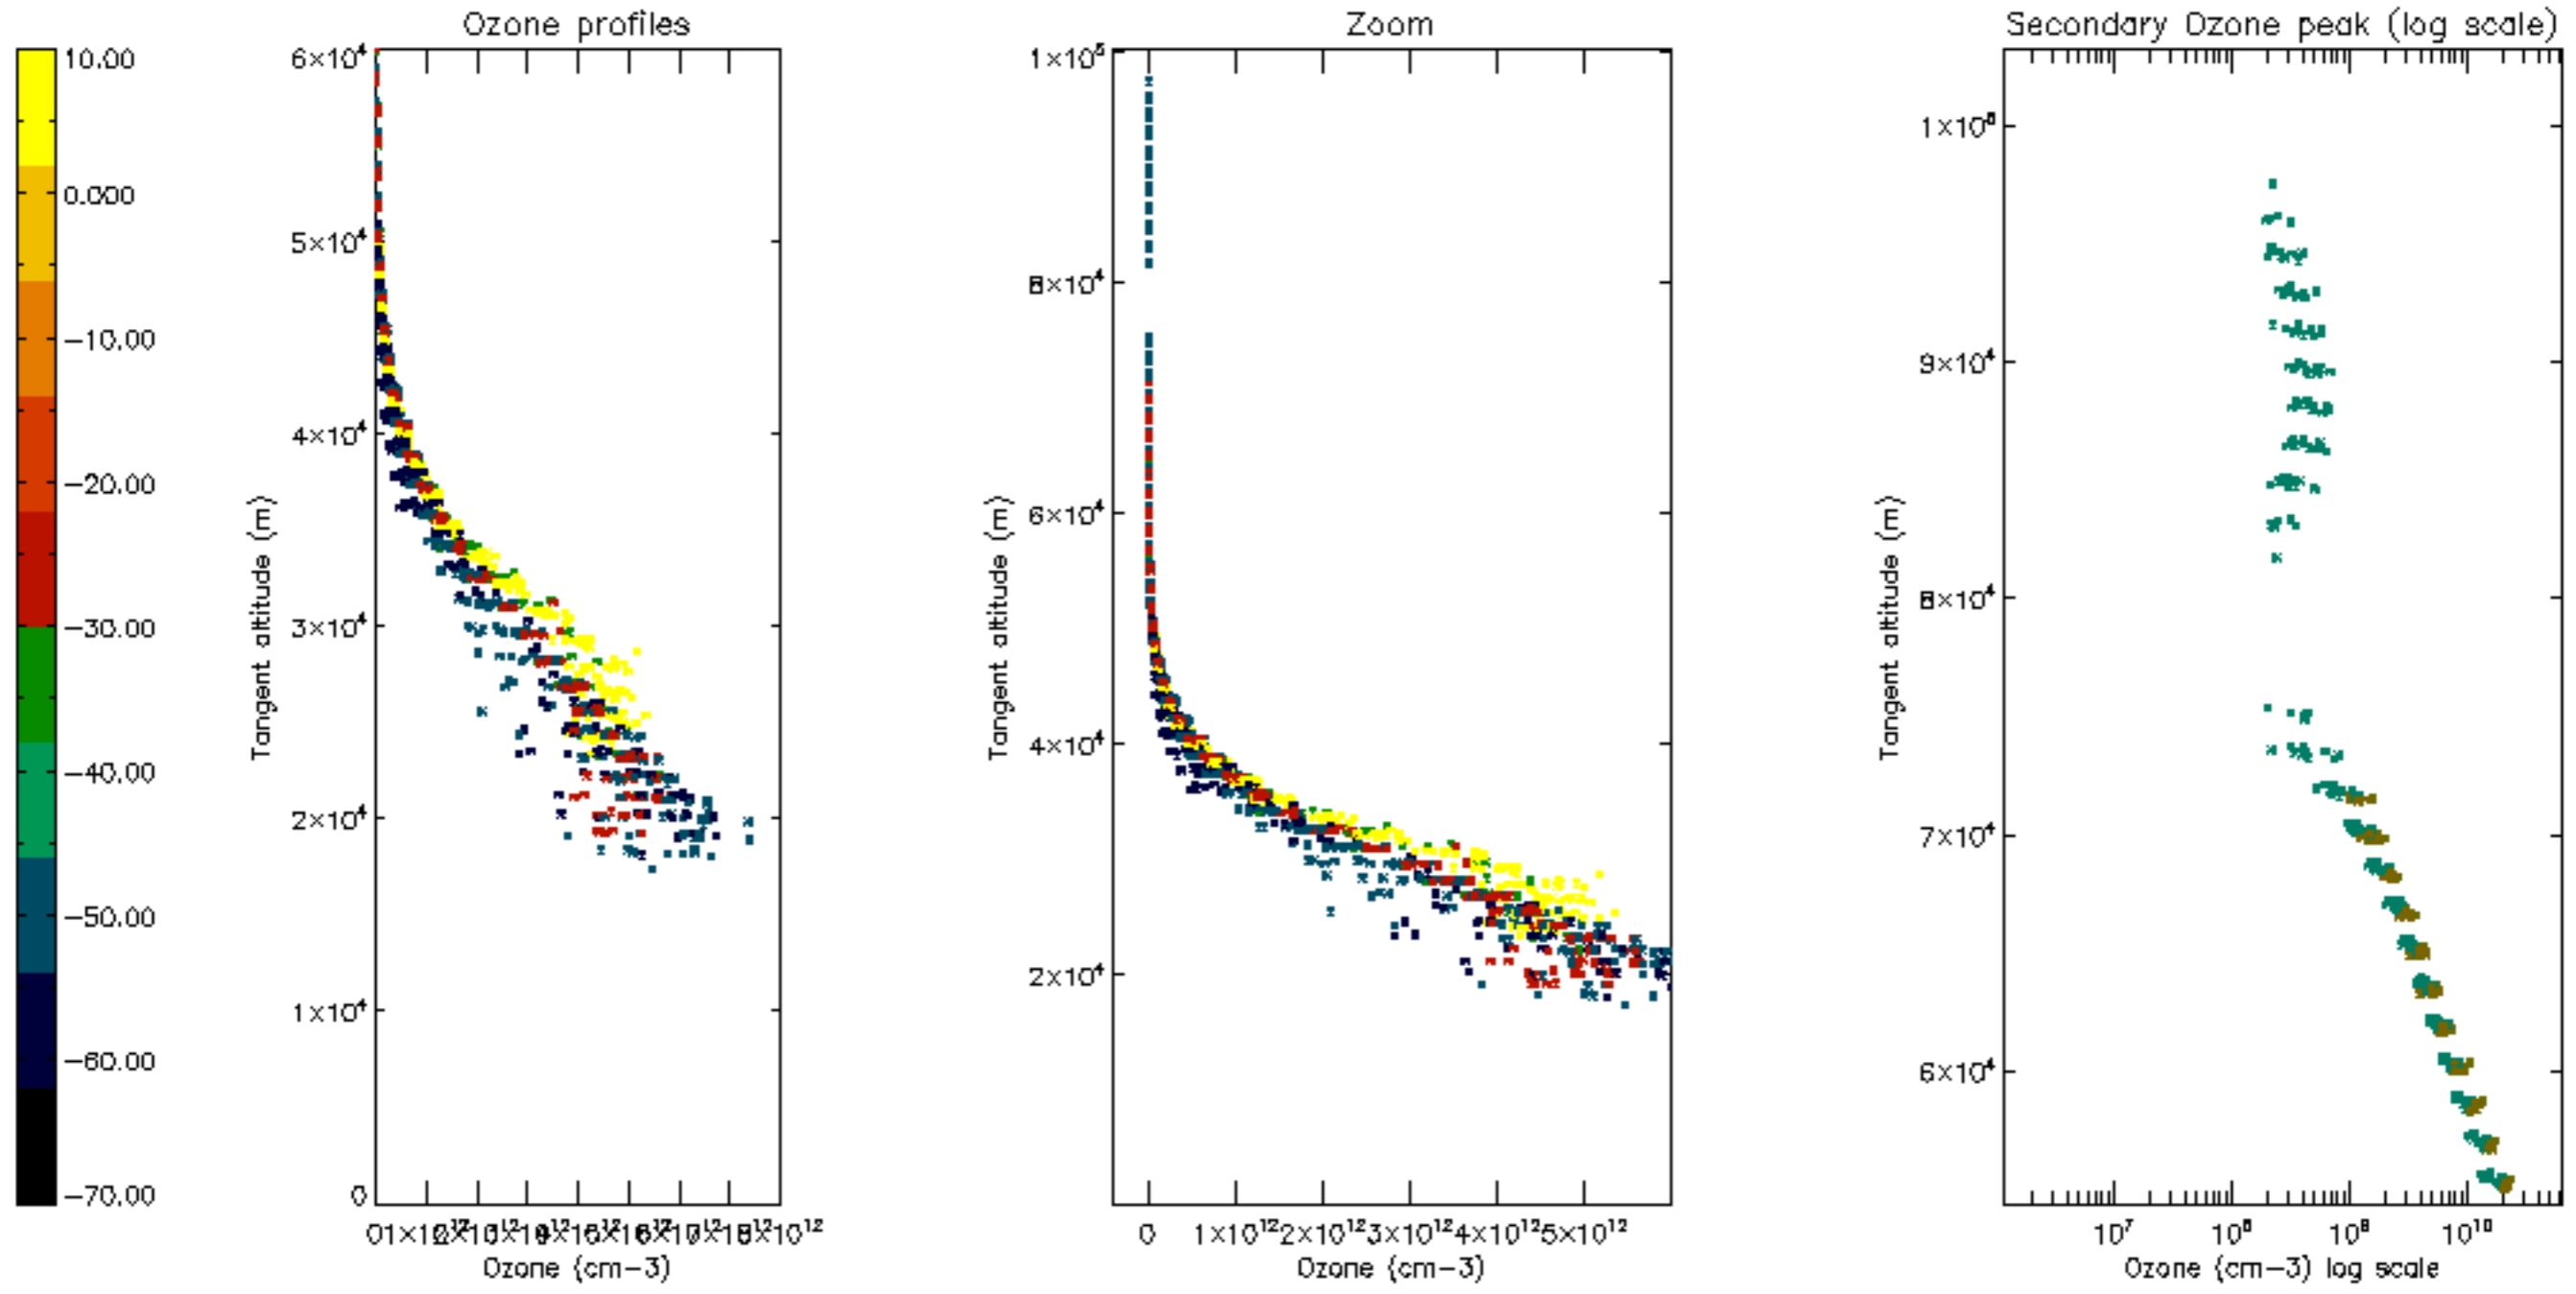 Ozone profiles
Zoom
Secondary Ozone peak (log scale)
10.00
0.00
−10.00
−20.00
−30.00
−40.00
−50.00
−60.00
−70.00
6×10⁴
5×10⁴
4×10⁴
3×10⁴
2×10⁴
1×10⁴
0
Tangent altitude (m)
Ozone (cm−3)
1×10⁵
8×10⁴
6×10⁴
4×10⁴
2×10⁴
Tangent altitude (m)
0 1×10¹² 2×10¹² 3×10¹² 4×10¹² 5×10¹²
Ozone (cm−3)
1×10⁵
9×10⁴
8×10⁴
7×10⁴
6×10⁴
Tangent altitude (m)
10⁷ 10⁸ 10⁹ 10¹⁰
Ozone (cm−3) log scale